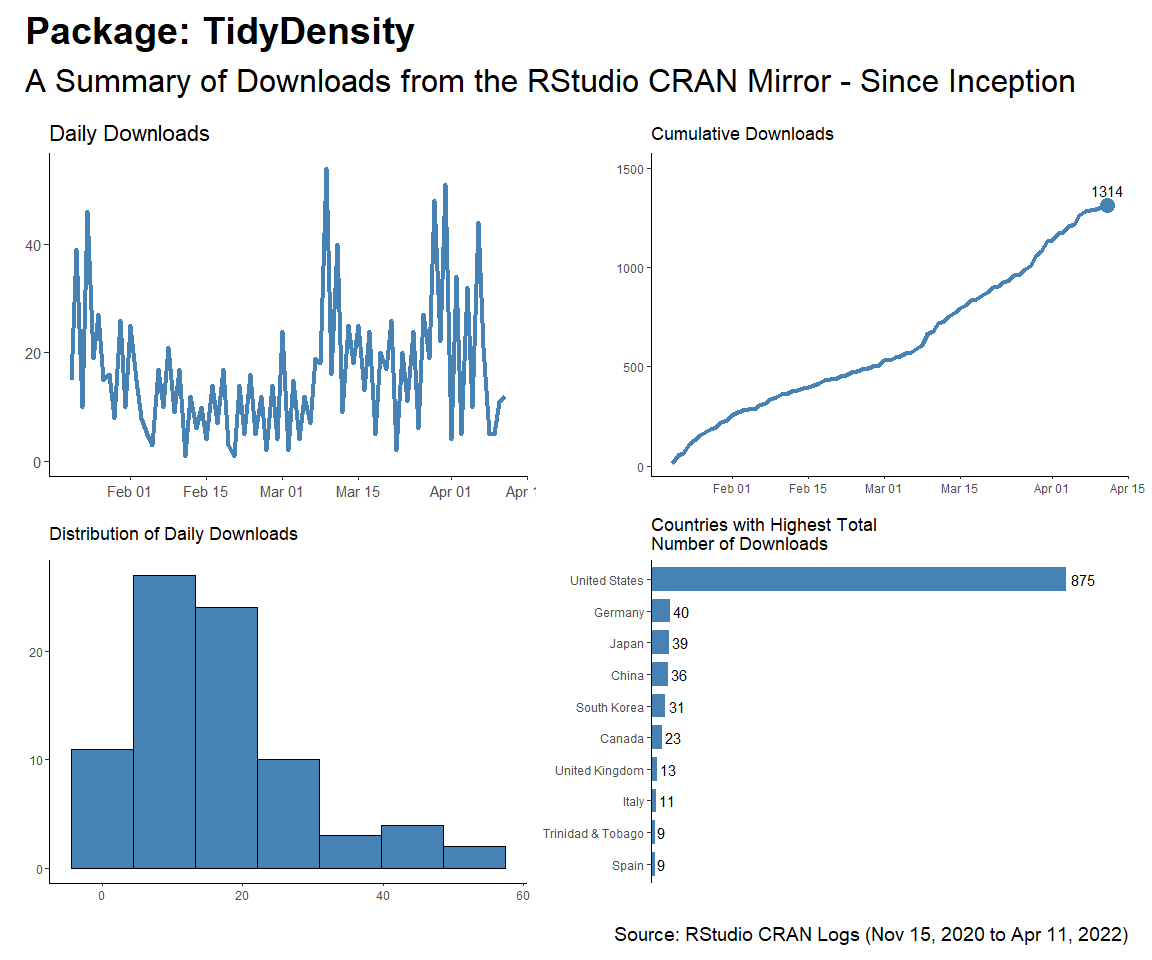 Package: TidyDensity
A Summary of Downloads from the RStudio CRAN Mirror - Since Inception
Daily Downloads
40
20
0
Feb 01 Feb 15 Mar 01 Mar 15 Apr 01 Apr 1
Cumulative Downloads
1500
1000
500
0
1314
Feb 01 Feb 15 Mar 01 Mar 15 Apr 01 Apr 15
Distribution of Daily Downloads
20
10
0
0 20 40 60
Countries with Highest Total
Number of Downloads
United States 875
Germany 40
Japan 39
China 36
South Korea 31
Canada 23
United Kingdom 13
Italy 11
Trinidad & Tobago 9
Spain 9
Source: RStudio CRAN Logs (Nov 15, 2020 to Apr 11, 2022)